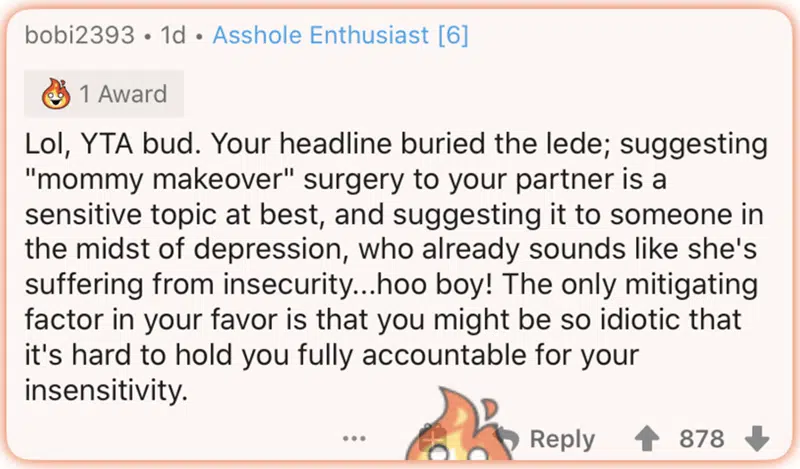 bobi2393 • 1d • Asshole Enthusiast [6]
1 Award
Lol, YTA bud. Your headline buried the lede; suggesting
"mommy makeover" surgery to your partner is a
sensitive topic at best, and suggesting it to someone in
the midst of depression, who already sounds like she's
suffering from insecurity...hoo boy! The only mitigating
factor in your favor is that you might be so idiotic that
it's hard to hold you fully accountable for your
insensitivity.
... Reply 878